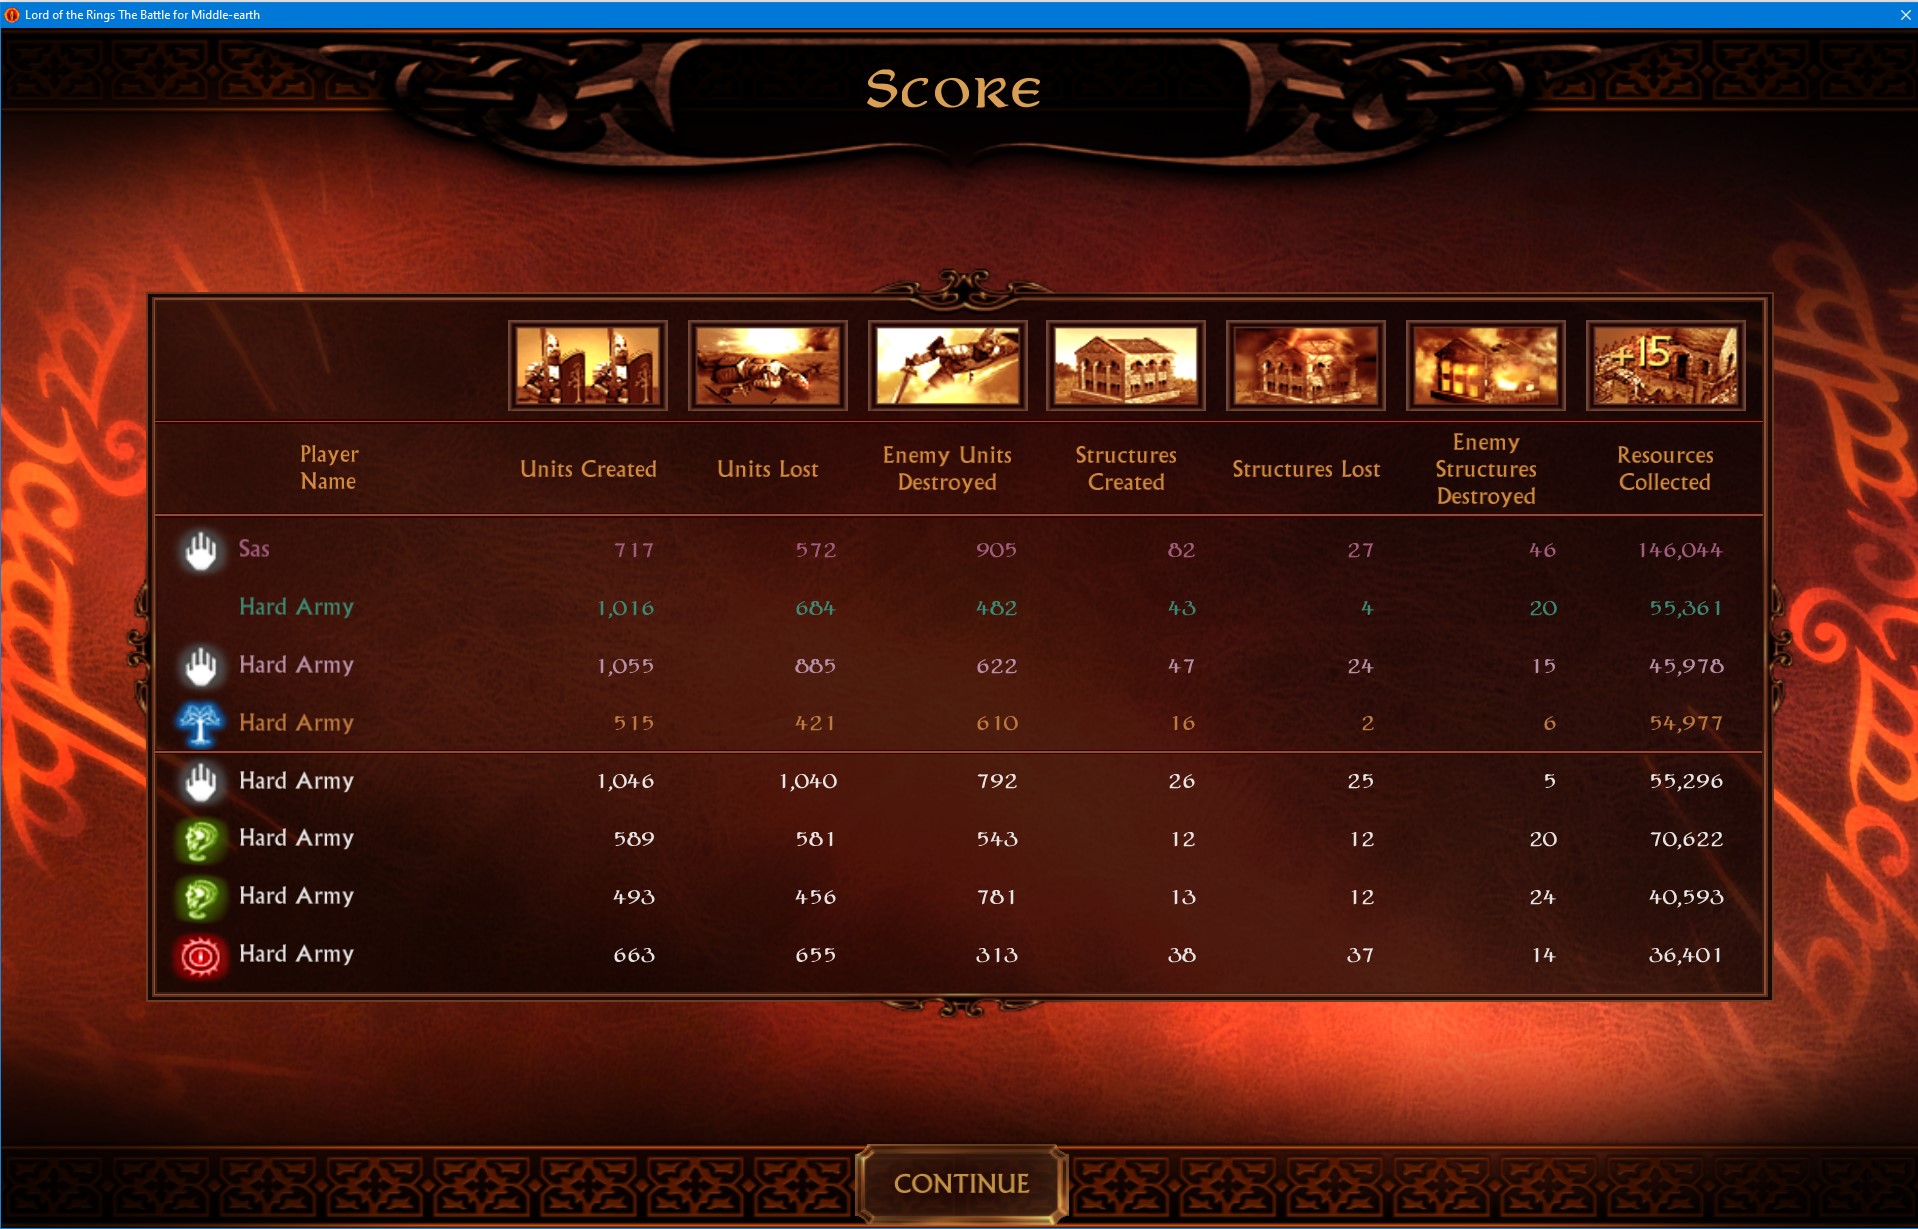 Lord of the Rings The Battle for Middle-earth
SCORE
+15
Player
Name
Units Created
Units Lost
Enemy Units
Destroyed
Structures
Created
Structures Lost
Enemy
Structures
Destroyed
Resources
Collected
Sas 717 572 905 82 27 46 146,044
Hard Army 1,016 684 482 43 4 20 55,361
Hard Army 1,055 885 622 47 24 15 45,978
Hard Army 515 421 610 16 2 6 54,977
Hard Army 1,046 1,040 792 26 25 5 55,296
Hard Army 589 581 543 12 12 20 70,622
Hard Army 493 456 781 13 12 24 40,593
Hard Army 663 655 313 38 37 14 36,401
CONTINUE